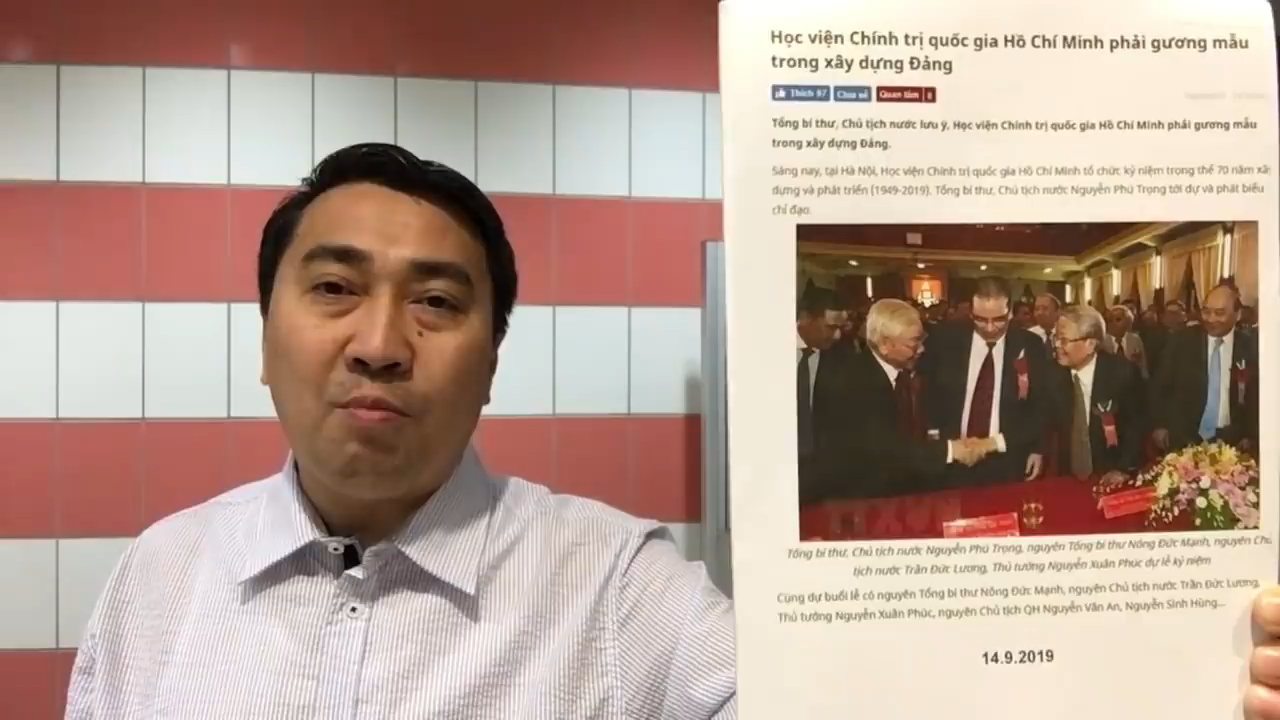 Học viện Chính trị quốc gia Hồ Chí Minh phải gương mẫu
trong xây dựng Đảng
Thích 97 Chia sẻ Quan tâm
Tổng bí thư, Chủ tịch nước lưu ý, Học viện Chính trị quốc gia Hồ Chí Minh phải gương mẫu
trong xây dựng Đảng.
Sáng nay, tại Hà Nội, Học viện Chính trị quốc gia Hồ Chí Minh tổ chức kỷ niệm trọng thể 70 năm
dựng và phát triển (1949-2019). Tổng bí thư, Chủ tịch nước Nguyễn Phú Trọng tới dự và phát biểu
chỉ đạo.
Tổng bí thư, Chủ tịch nước Nguyễn Phú Trọng, nguyên Tổng bí thư Nông Đức Mạnh, nguyên Chủ
tịch nước Trần Đức Lương, Thủ tướng Nguyễn Xuân Phúc dự lễ kỷ niệm
Cùng dự buổi lễ có nguyên Tổng bí thư Nông Đức Mạnh, nguyên Chủ tịch nước Trần Đức Lương,
Thủ tướng Nguyễn Xuân Phúc, nguyên Chủ tịch QH Nguyễn Văn An, Nguyễn Sinh Hùng...
14.9.2019